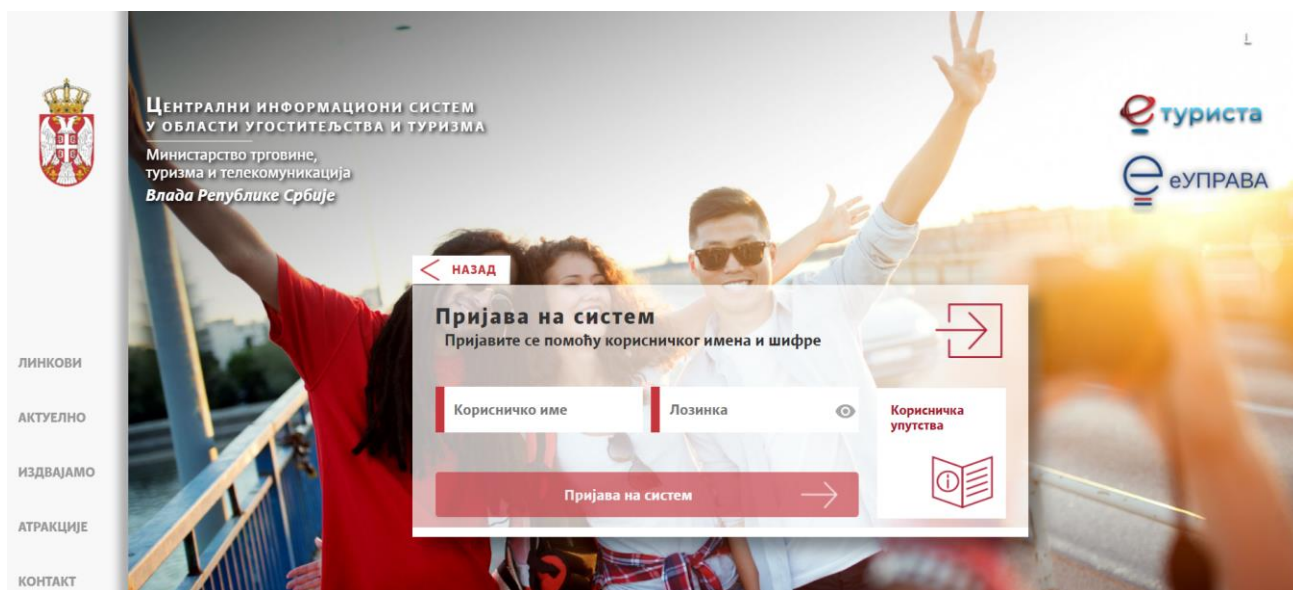 Централни информациони систем
у области угоститељства и туризма
Министарство трговине,
туризма и телекомуникација
Влада Републике Србије
е туриста
еУПРАВА
НАЗАД
Пријава на систем
Пријавите се помоћу корисничког имена и шифре
Корисничко име
Лозинка
Корисничка
упутства
Пријава на систем
ЛИНКОВИ
АКТУЕЛНО
ИЗДВАЈАМО
АТРАКЦИЈЕ
КОНТАКТ